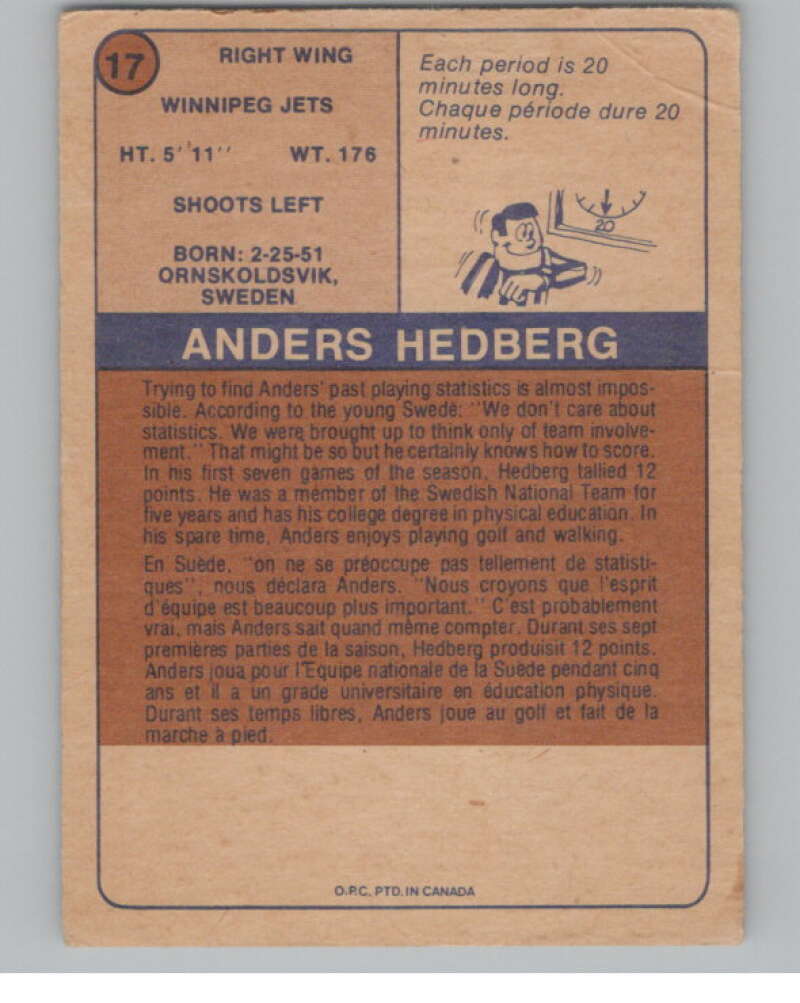 17
RIGHT WING
WINNIPEG JETS
HT. 5' 11'' WT. 176
SHOOTS LEFT
BORN: 2-25-51
ORNSKOLDSVIK,
SWEDEN
Each period is 20
minutes long.
Chaque période dure 20
minutes.
20
ANDERS HEDBERG
Trying to find Anders' past playing statistics is almost impos-
sible. According to the young Swede: "We don't care about
statistics. We were brought up to think only of team involve-
ment." That might be so but he certainly knows how to score.
In his first seven games of the season, Hedberg tallied 12
points. He was a member of the Swedish National Team for
five years and has his college degree in physical education. In
his spare time, Anders enjoys playing golf and walking.
En Suède, "on ne se préoccupe pas tellement de statisti-
ques", nous déclara Anders. "Nous croyons que l'esprit
d'équipe est beaucoup plus important." C'est probablement
vrai, mais Anders sait quand même compter. Durant ses sept
premières parties de la saison, Hedberg produisit 12 points.
Anders joua pour l'Equipe nationale de la Suède pendant cinq
ans et il a un grade universitaire en éducation physique.
Durant ses temps libres, Anders joue au golf et fait de la
marche à pied.
O.P.C. PTD. IN CANADA